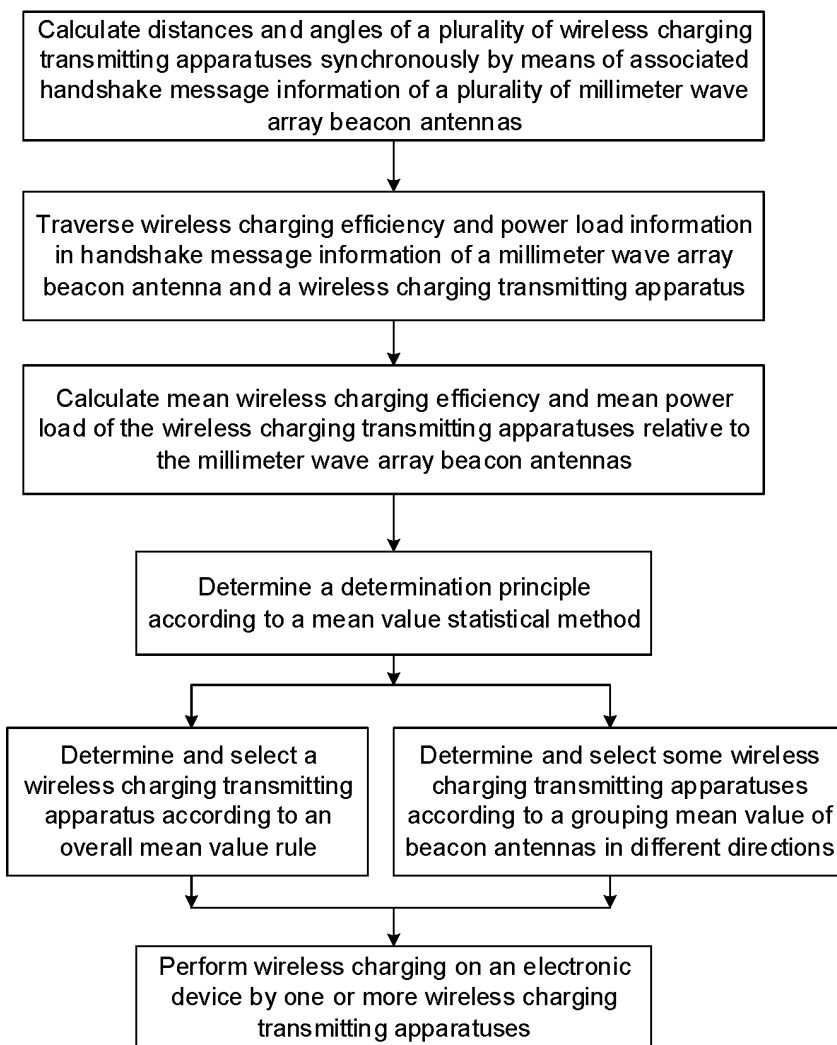 Calculate distances and angles of a plurality of wireless charging
transmitting apparatuses synchronously by means of associated
handshake message information of a plurality of millimeter wave
array beacon antennas
Traverse wireless charging efficiency and power load information
in handshake message information of a millimeter wave array
beacon antenna and a wireless charging transmitting apparatus
Calculate mean wireless charging efficiency and mean power
load of the wireless charging transmitting apparatuses relative to
the millimeter wave array beacon antennas
Determine a determination principle
according to a mean value statistical method
Determine and select a
wireless charging transmitting
apparatus according to an
overall mean value rule
Determine and select some wireless
charging transmitting apparatuses
according to a grouping mean value of
beacon antennas in different directions
Perform wireless charging on an electronic
device by one or more wireless charging
transmitting apparatuses